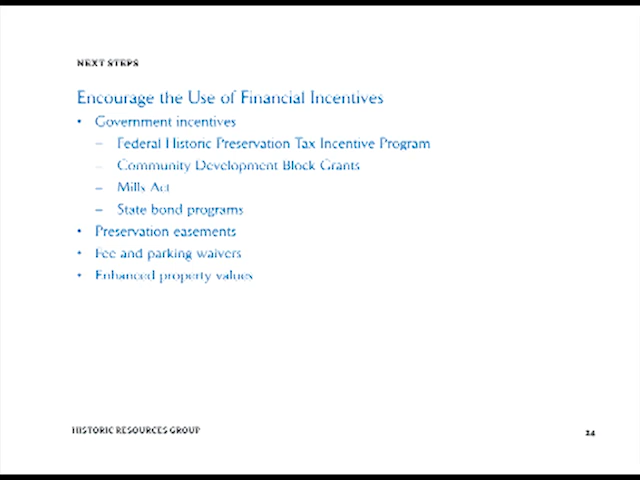 NEXT STEPS
Encourage the Use of Financial Incentives
• Government incentives
– Federal Historic Preservation Tax Incentive Program
– Community Development Block Grants
– Mills Act
– State bond programs
• Preservation easements
• Fee and parking waivers
• Enhanced property values
HISTORIC RESOURCES GROUP
24